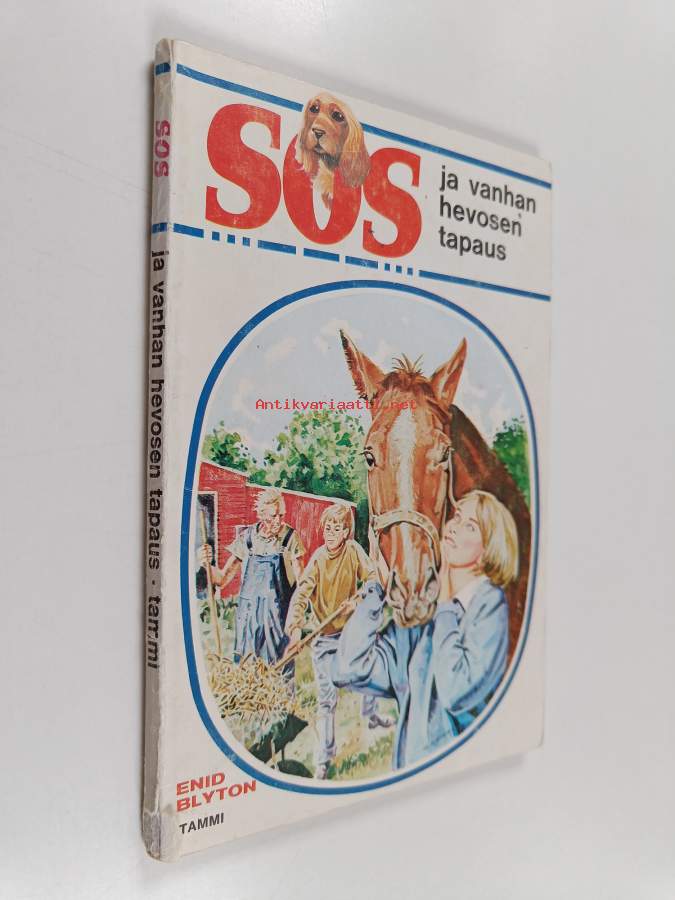 SOS
ja vanhan
hevosen
tapaus
Antikvariaatti.net
ENID
BLYTON
TAMMI
SOS ja vanhan hevosen tapaus · tammi